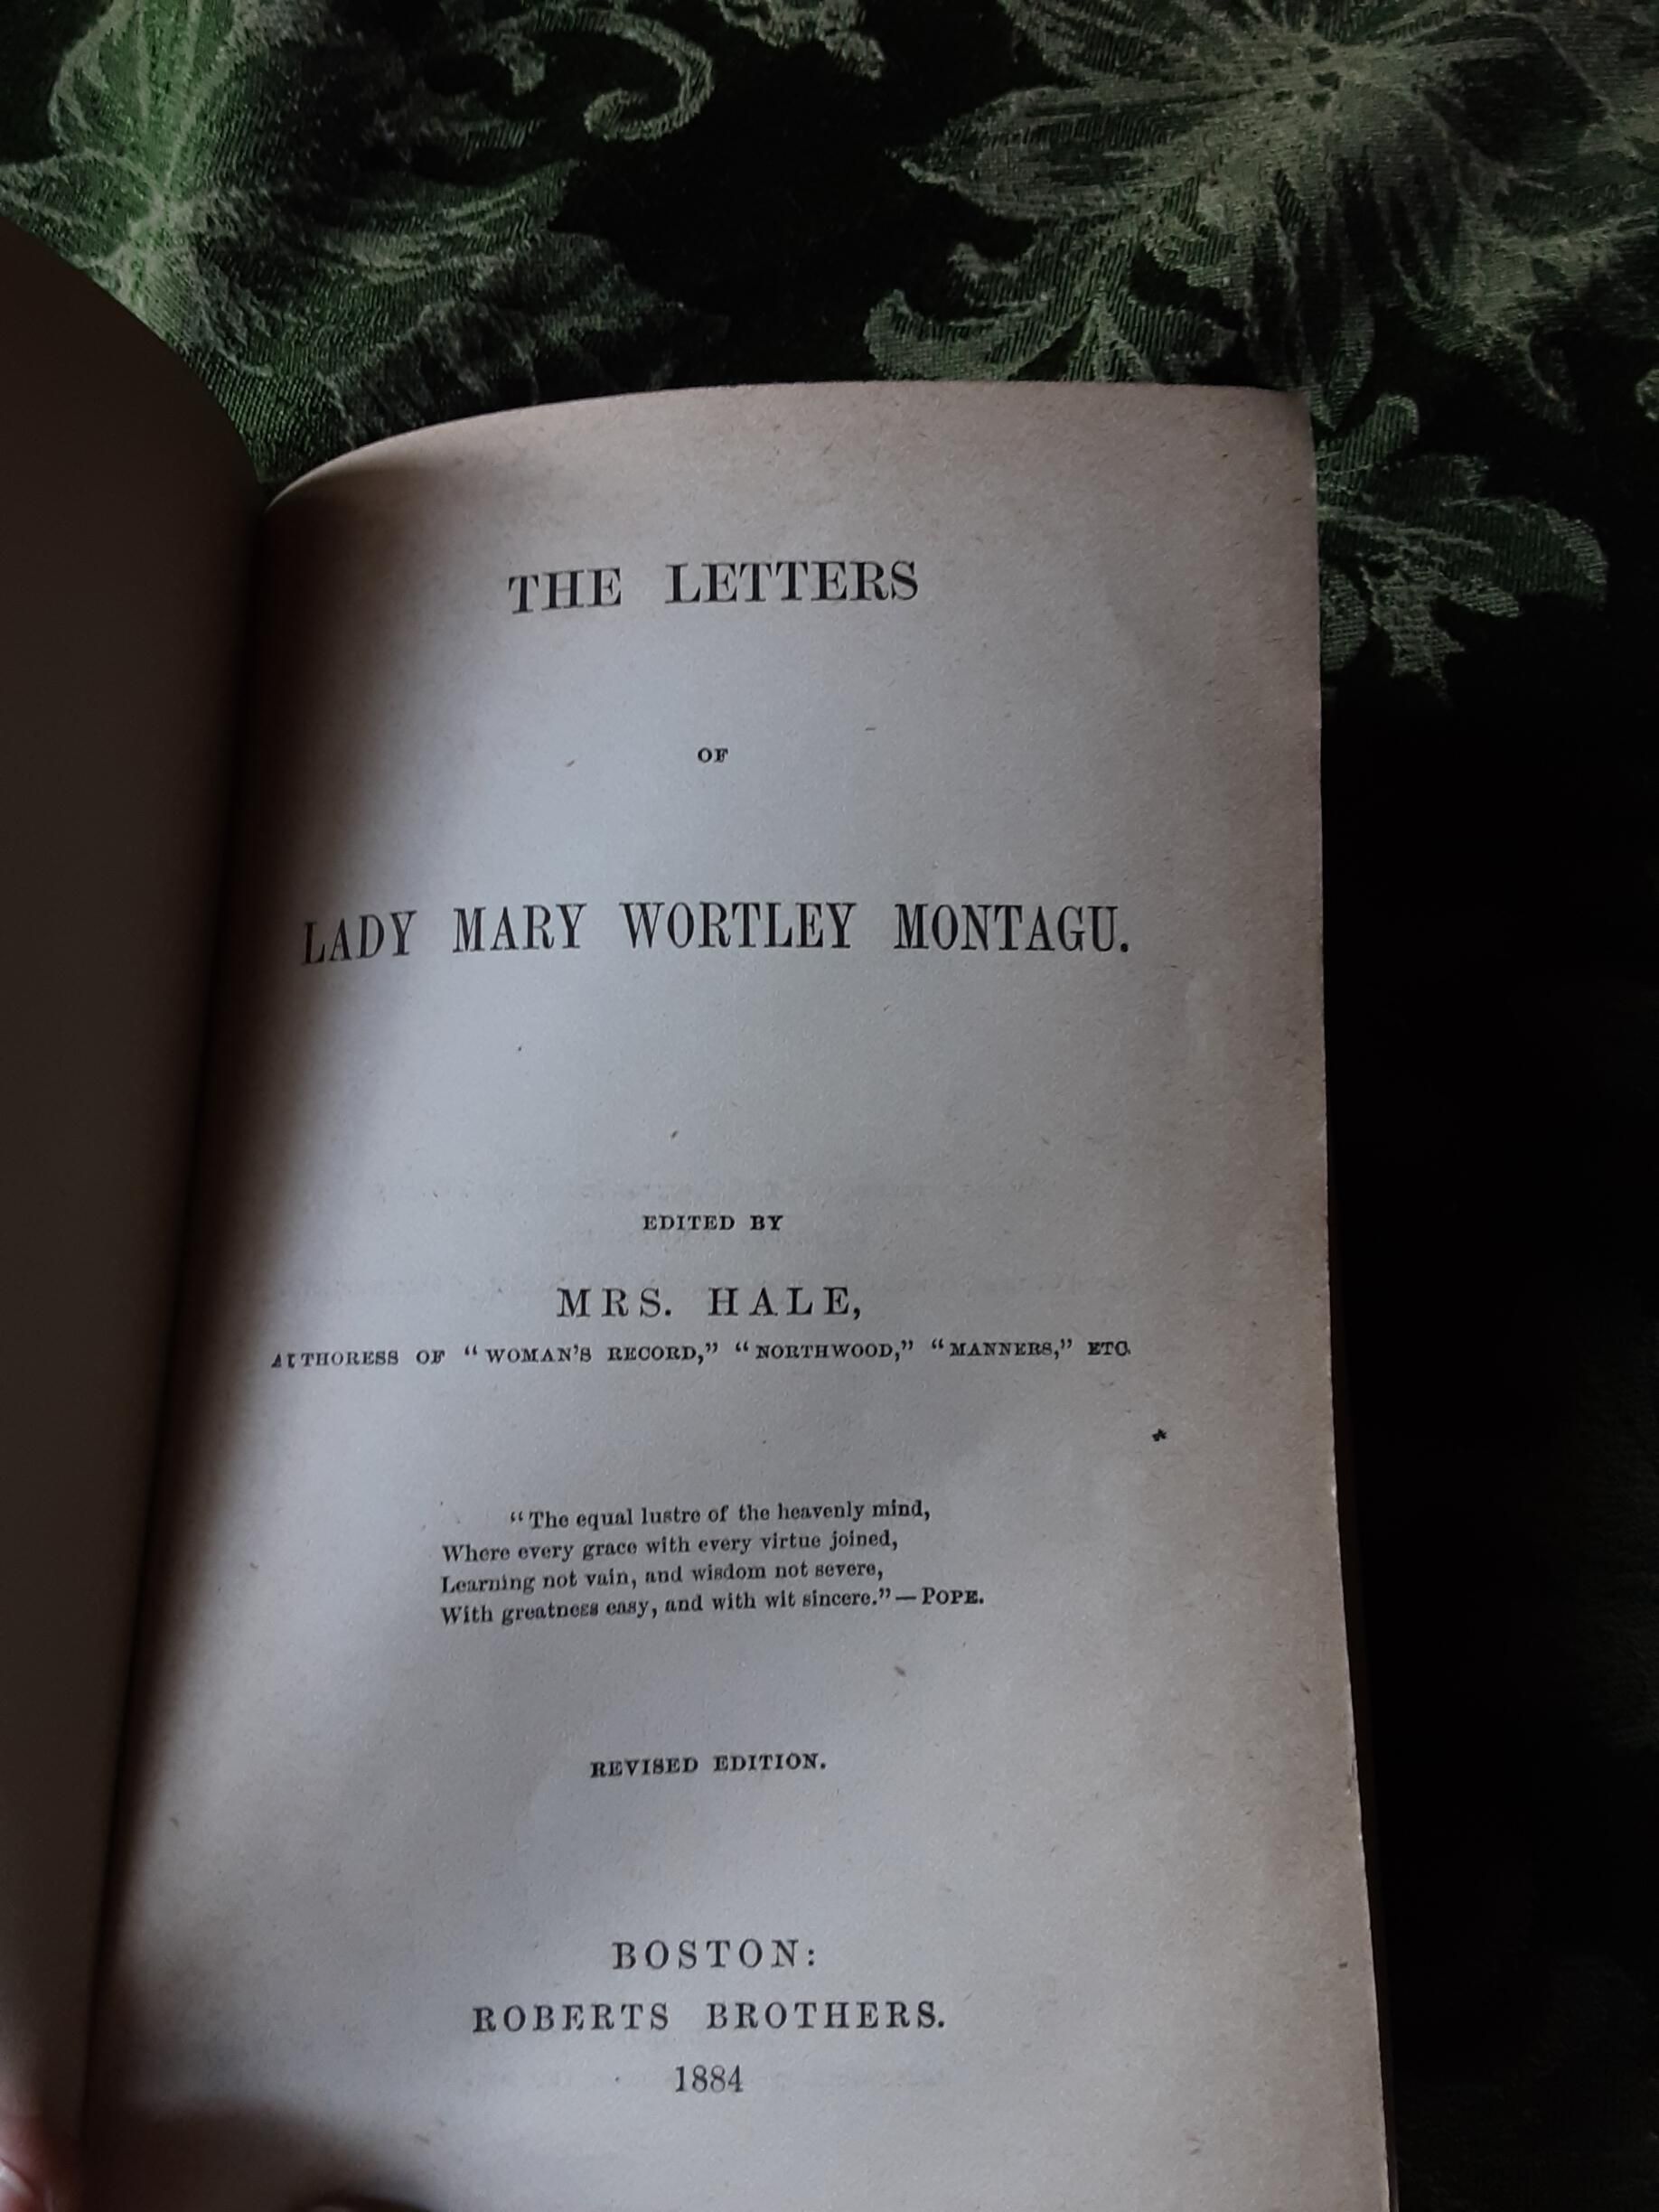 THE LETTERS
OF
LADY MARY WORTLEY MONTAGU.
EDITED BY
MRS. HALE,
AUTHORESS OF "WOMAN'S RECORD," "NORTHWOOD," "MANNERS," ETC.
"The equal lustre of the heavenly mind,
Where every grace with every virtue joined,
Learning not vain, and wisdom not severe,
With greatness easy, and with wit sincere."—POPE.
REVISED EDITION.
BOSTON:
ROBERTS BROTHERS.
1884